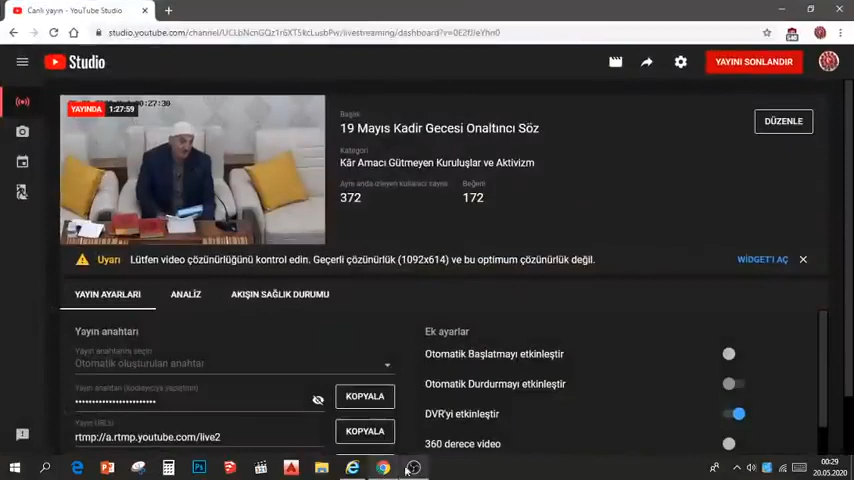 Canlı yayın - YouTube Studio
studio.youtube.com/channel/UCLbNcnGQz1r6XT5kcLusbPw/livestreaming/dashboard?v=0E2fJ/eYhn0
Studio
YAYINI SONLANDIR
YAYINDA 1:27:59
Başlık
19 Mayıs Kadir Gecesi Onaltıncı Söz
DÜZENLE
Kategori
Kâr Amacı Gütmeyen Kuruluşlar ve Aktivizm
Aynı anda izleyen kullanıcı sayısı
Beğeni
372
172
Uyarı Lütfen video çözünürlüğünü kontrol edin. Geçerli çözünürlük (1092x614) ve bu optimum çözünürlük değil.
WİDGET'I AÇ
YAYIN AYARLARI
ANALİZ
AKIŞIN SAĞLIK DURUMU
Yayın anahtarı
Ek ayarlar
Yayın anahtarını seçin
Otomatik oluşturulan anahtar
Otomatik Başlatmayı etkinleştir
Otomatik Durdurmayı etkinleştir
Yayın anahtarı (kodlayıcıya yapıştırın)
KOPYALA
DVR'yi etkinleştir
Yayın URL'si
rtmp://a.rtmp.youtube.com/live2
KOPYALA
360 derece video
00:29
20.05.2020